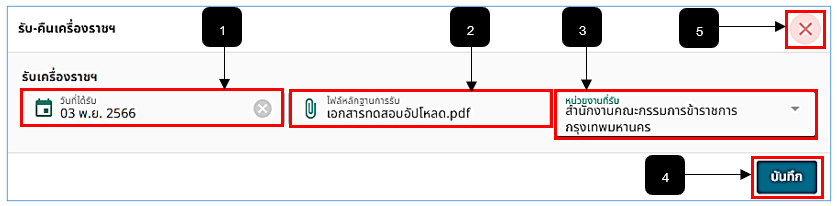 1
2
3
5
รับ-คืนเครื่องราชฯ
รับเครื่องราชฯ
วันที่ได้รับ
03 พ.ย. 2566
ไฟล์หลักฐานการรับ
เอกสารทดสอบอัปโหลด.pdf
หน่วยงานที่รับ
สำนักงานคณะกรรมการข้าราชการ
กรุงเทพมหานคร
4
บันทึก